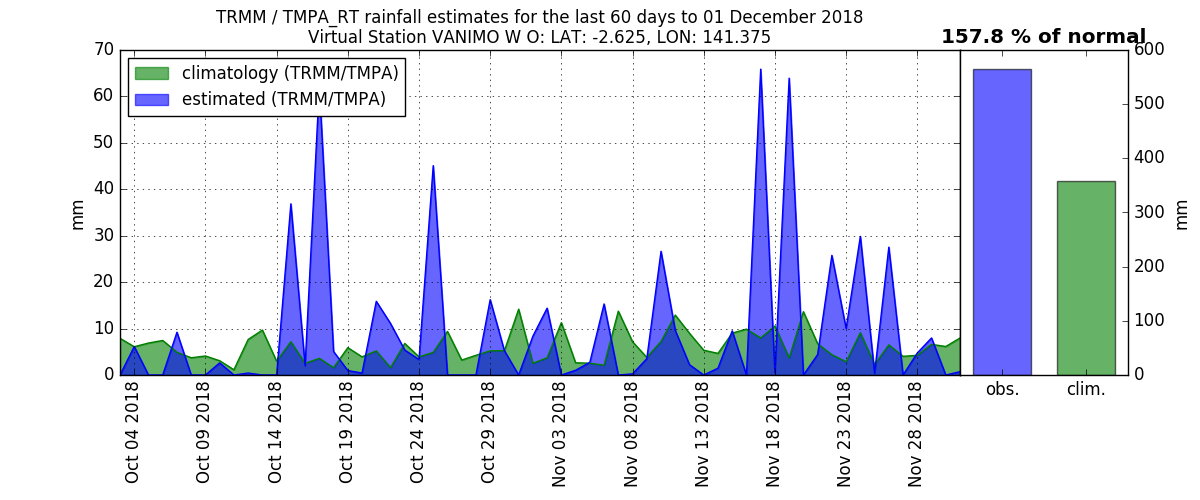 TRMM / TMPA_RT rainfall estimates for the last 60 days to 01 December 2018
Virtual Station VANIMO W O: LAT: -2.625, LON: 141.375
157.8 % of normal
climatology (TRMM/TMPA)
estimated (TRMM/TMPA)
mm
70
60
50
40
30
20
10
0
Oct 04 2018
Oct 09 2018
Oct 14 2018
Oct 19 2018
Oct 24 2018
Oct 29 2018
Nov 03 2018
Nov 08 2018
Nov 13 2018
Nov 18 2018
Nov 23 2018
Nov 28 2018
obs.
clim.
600
500
400
300
200
100
0
mm